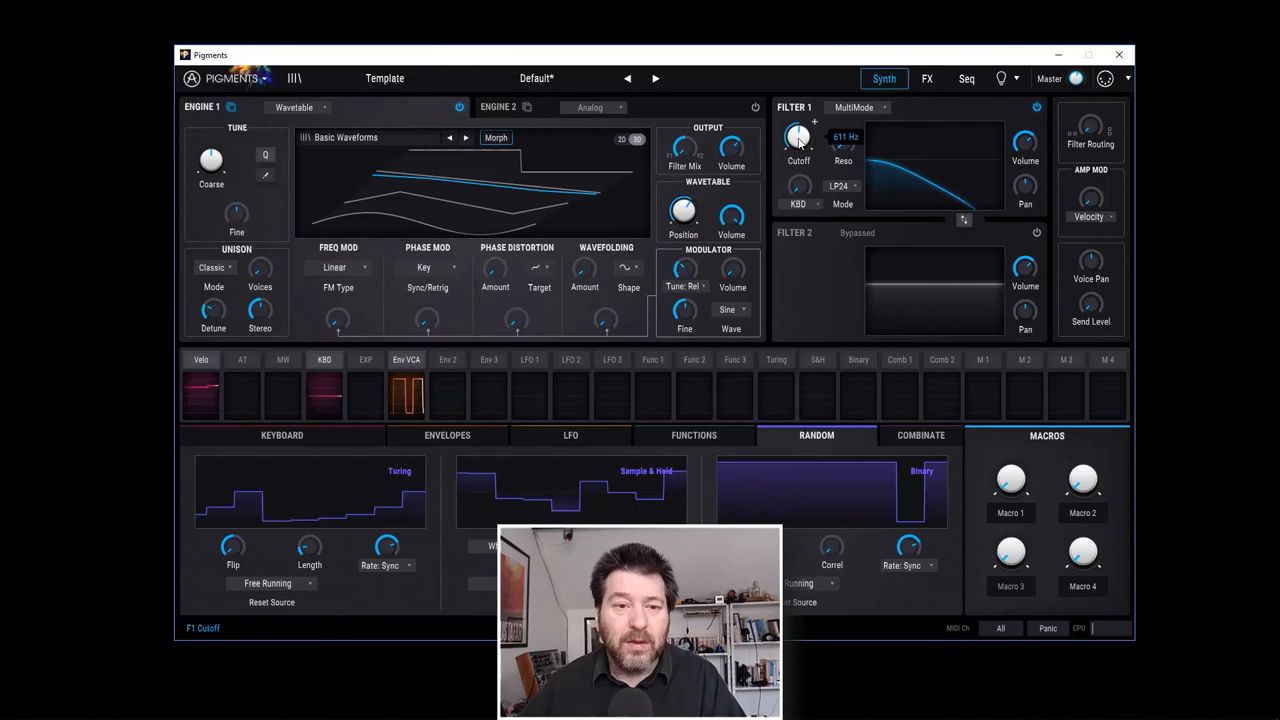 Pigments
PIGMENTS
Template
Default*
Synth
FX
Seq
Master
ENGINE 1
Wavetable
ENGINE 2
Analog
FILTER 1
MultiMode
TUNE
Coarse
Q
Fine
Basic Waveforms
Morph
2D
3D
OUTPUT
Filter Mix
Volume
F1
F2
611 Hz
Cutoff
Reso
KBD
LP24
Mode
Volume
Pan
Filter Routing
AMP MOD
Velocity
WAVETABLE
Position
Volume
FILTER 2
Bypassed
Volume
Pan
Voice Pan
Send Level
UNISON
Classic
Mode
Voices
Detune
Stereo
FREQ MOD
Linear
FM Type
PHASE MOD
Key
Sync/Retrig
PHASE DISTORTION
Amount
Target
WAVEFOLDING
Amount
Shape
MODULATOR
Tune: Rel
Volume
Fine
Sine
Wave
Velo
AT
MW
KBD
EXP
Env VCA
Env 2
Env 3
LFO 1
LFO 2
LFO 3
Func 1
Func 2
Func 3
Turing
S&H
Binary
Comb 1
Comb 2
M 1
M 2
M 3
M 4
KEYBOARD
ENVELOPES
LFO
FUNCTIONS
RANDOM
COMBINATE
MACROS
Turing
Flip
Length
Rate: Sync
Free Running
Reset Source
Sample & Hold
Wh
Binary
Correl
Rate: Sync
Macro 1
Macro 2
Macro 3
Macro 4
F1 Cutoff
MIDI Ch
All
Panic
CPU